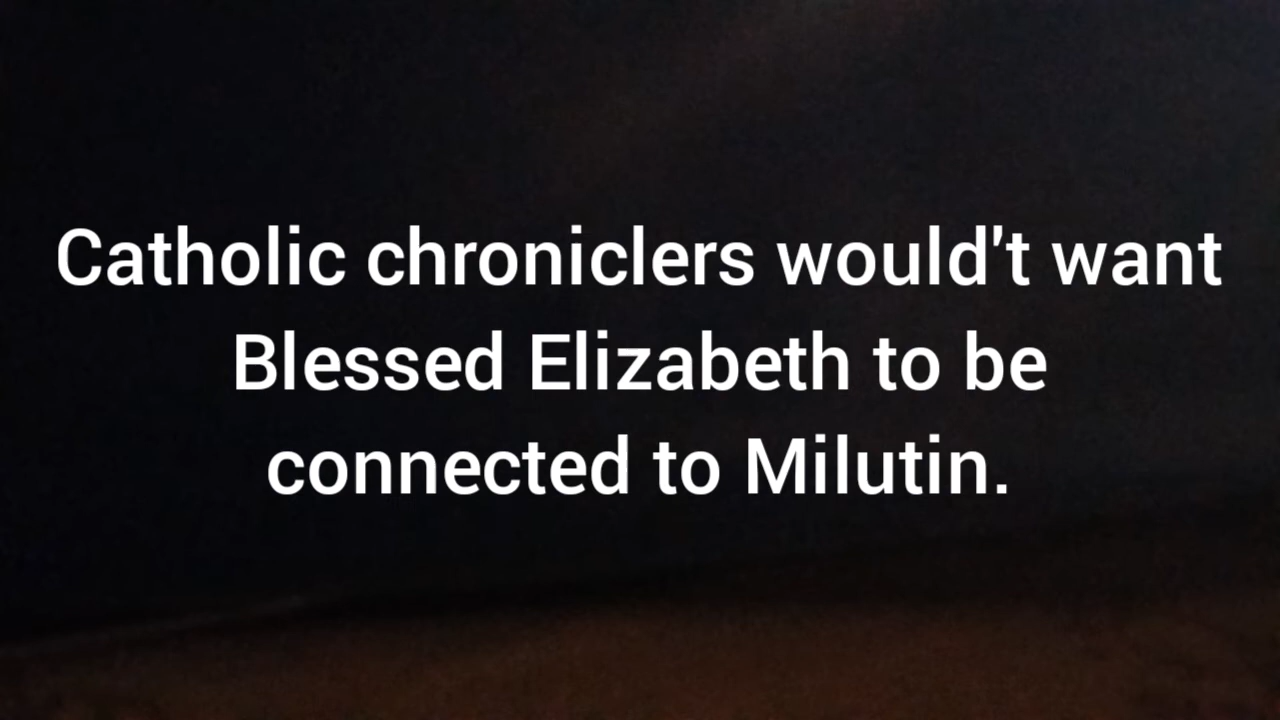 Catholic chroniclers would't want
Blessed Elizabeth to be
connected to Milutin.